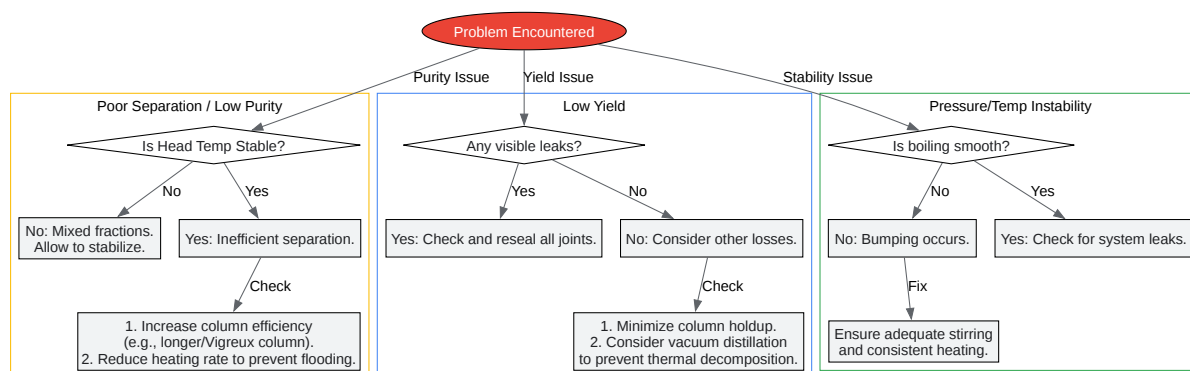 Problem Encountered
Purity Issue
Yield Issue
Stability Issue
Poor Separation / Low Purity
Is Head Temp Stable?
No
Yes
No: Mixed fractions.
Allow to stabilize.
Yes: Inefficient separation.
Check
1. Increase column efficiency
(e.g., longer/Vigreux column).
2. Reduce heating rate to prevent flooding.
Low Yield
Any visible leaks?
Yes
No
Yes: Check and reseal all joints.
No: Consider other losses.
Check
1. Minimize column holdup.
2. Consider vacuum distillation
to prevent thermal decomposition.
Pressure/Temp Instability
Is boiling smooth?
No
Yes
No: Bumping occurs.
Yes: Check for system leaks.
Fix
Ensure adequate stirring
and consistent heating.